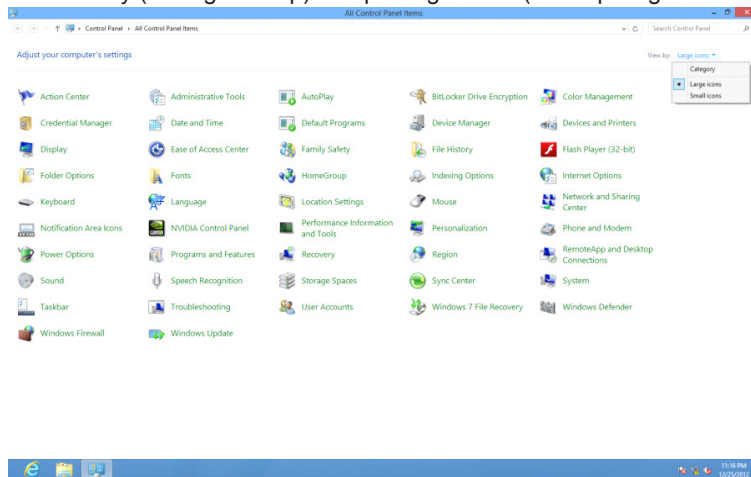 All Control Panel Items
Control Panel
All Control Panel Items
Search Control Panel
Adjust your computer's settings
View by: Large icons
Category
Large icons
Small icons
Action Center
Administrative Tools
AutoPlay
BitLocker Drive Encryption
Color Management
Credential Manager
Date and Time
Default Programs
Device Manager
Devices and Printers
Display
Ease of Access Center
Family Safety
File History
Flash Player (32-bit)
Folder Options
Fonts
HomeGroup
Indexing Options
Internet Options
Keyboard
Language
Location Settings
Mouse
Network and Sharing
Center
Notification Area Icons
NVIDIA Control Panel
Performance Information
and Tools
Personalization
Phone and Modem
Power Options
Programs and Features
Recovery
Region
RemoteApp and Desktop
Connections
Sound
Speech Recognition
Storage Spaces
Sync Center
System
Taskbar
Troubleshooting
User Accounts
Windows 7 File Recovery
Windows Defender
Windows Firewall
Windows Update
11:16 PM
12/25/2012